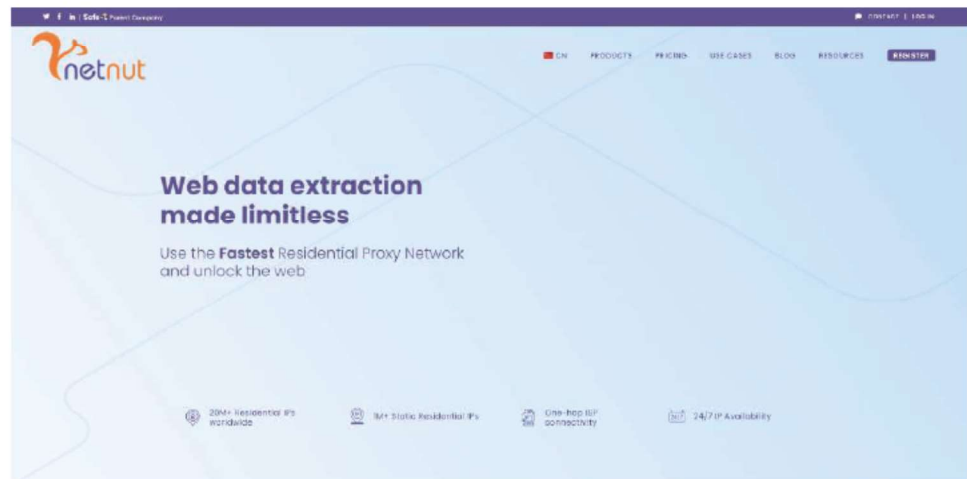 Safe-T Parent Company
CONTACT | LOG IN
netnut
CN PRODUCTS PRICING USE CASES BLOG RESOURCES REGISTER
Web data extraction
made limitless
Use the Fastest Residential Proxy Network
and unlock the web
20M+ Residential IPs
worldwide
1M+ Static Residential IPs
One-hop ISP
connectivity
24/7 IP Availability